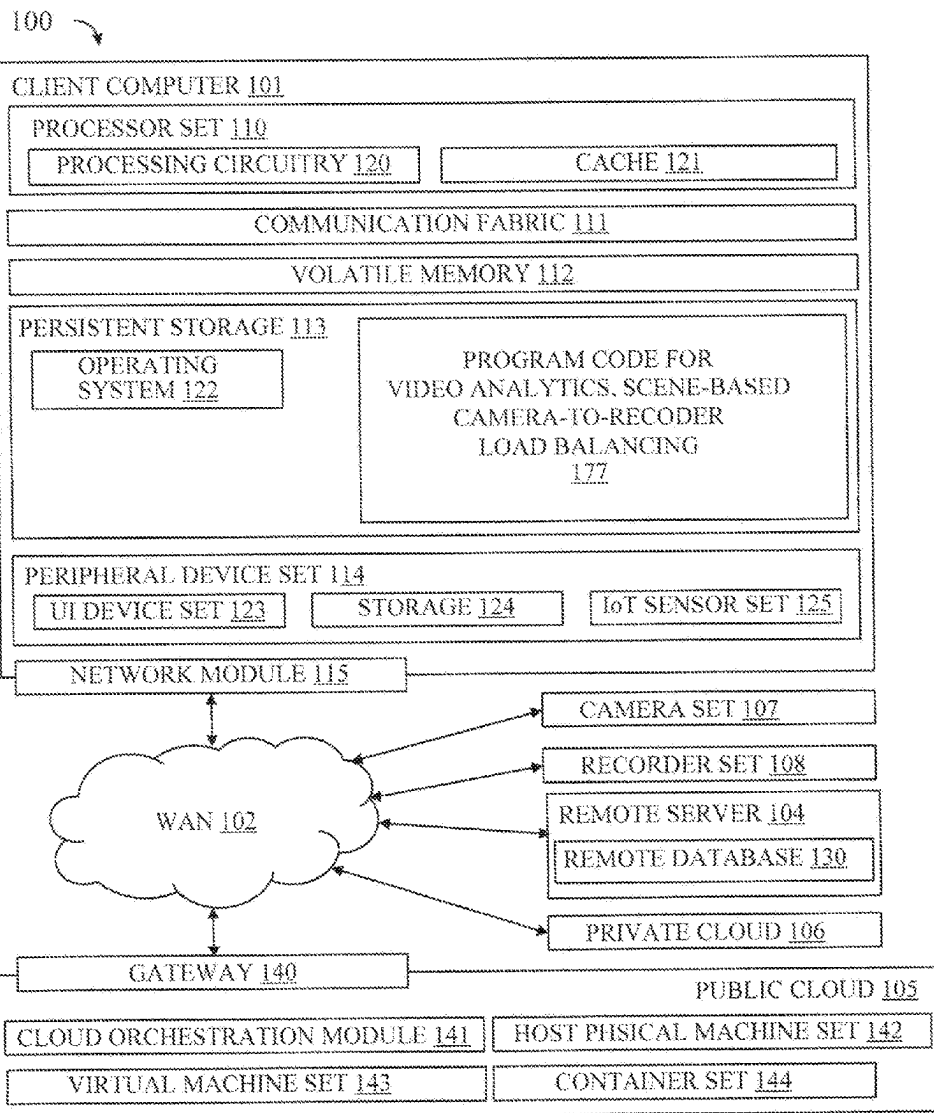 100
CLIENT COMPUTER 101
PROCESSOR SET 110
PROCESSING CIRCUITRY 120
CACHE 121
COMMUNICATION FABRIC 111
VOLATILE MEMORY 112
PERSISTENT STORAGE 113
OPERATING
SYSTEM 122
PROGRAM CODE FOR
VIDEO ANALYTICS, SCENE-BASED
CAMERA-TO-RECODER
LOAD BALANCING
177
PERIPHERAL DEVICE SET 114
UI DEVICE SET 123
STORAGE 124
IoT SENSOR SET 125
NETWORK MODULE 115
CAMERA SET 107
RECORDER SET 108
WAN 102
REMOTE SERVER 104
REMOTE DATABASE 130
PRIVATE CLOUD 106
GATEWAY 140
PUBLIC CLOUD 105
CLOUD ORCHESTRATION MODULE 141
HOST PHSICAL MACHINE SET 142
VIRTUAL MACHINE SET 143
CONTAINER SET 144